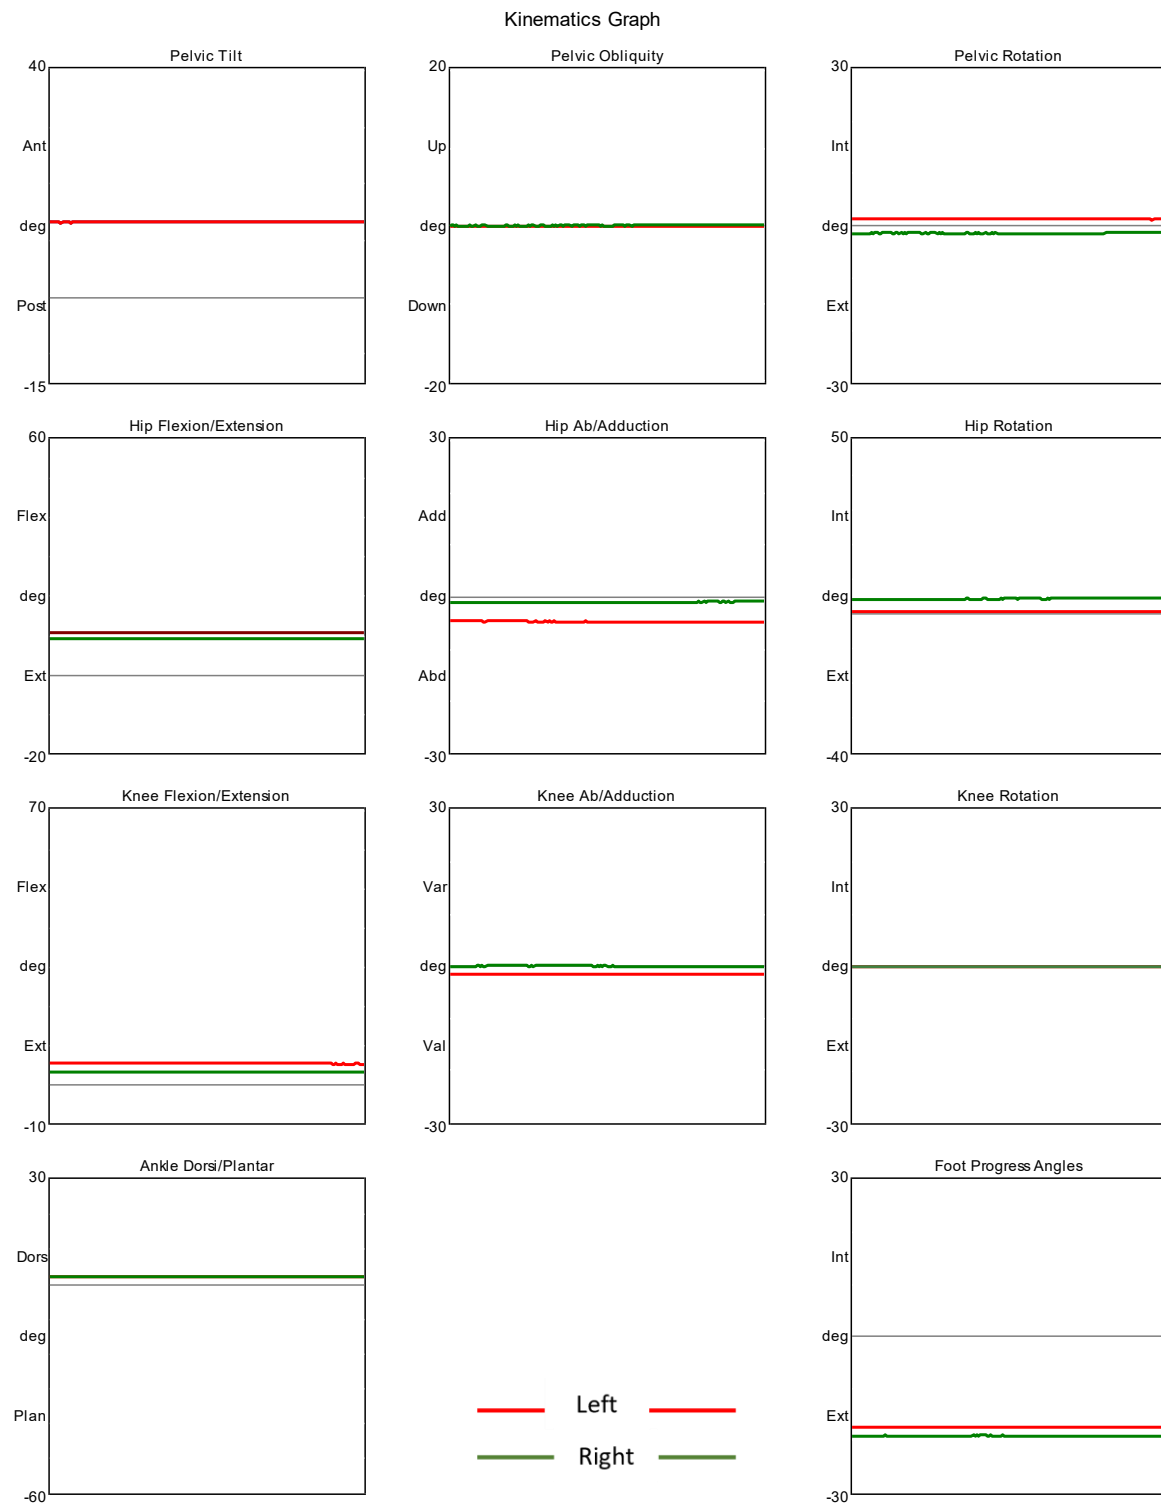 Kinematics Graph
Pelvic Tilt
40
Ant
deg
Post
-15
Pelvic Obliquity
20
Up
deg
Down
-20
Pelvic Rotation
30
Int
deg
Ext
-30
Hip Flexion/Extension
60
Flex
deg
Ext
-20
Hip Ab/Adduction
30
Add
deg
Abd
-30
Hip Rotation
50
Int
deg
Ext
-40
Knee Flexion/Extension
70
Flex
deg
Ext
-10
Knee Ab/Adduction
30
Var
deg
Val
-30
Knee Rotation
30
Int
deg
Ext
-30
Ankle Dorsi/Plantar
30
Dors
deg
Plan
-60
Left
Right
Foot Progress Angles
30
Int
deg
Ext
-30